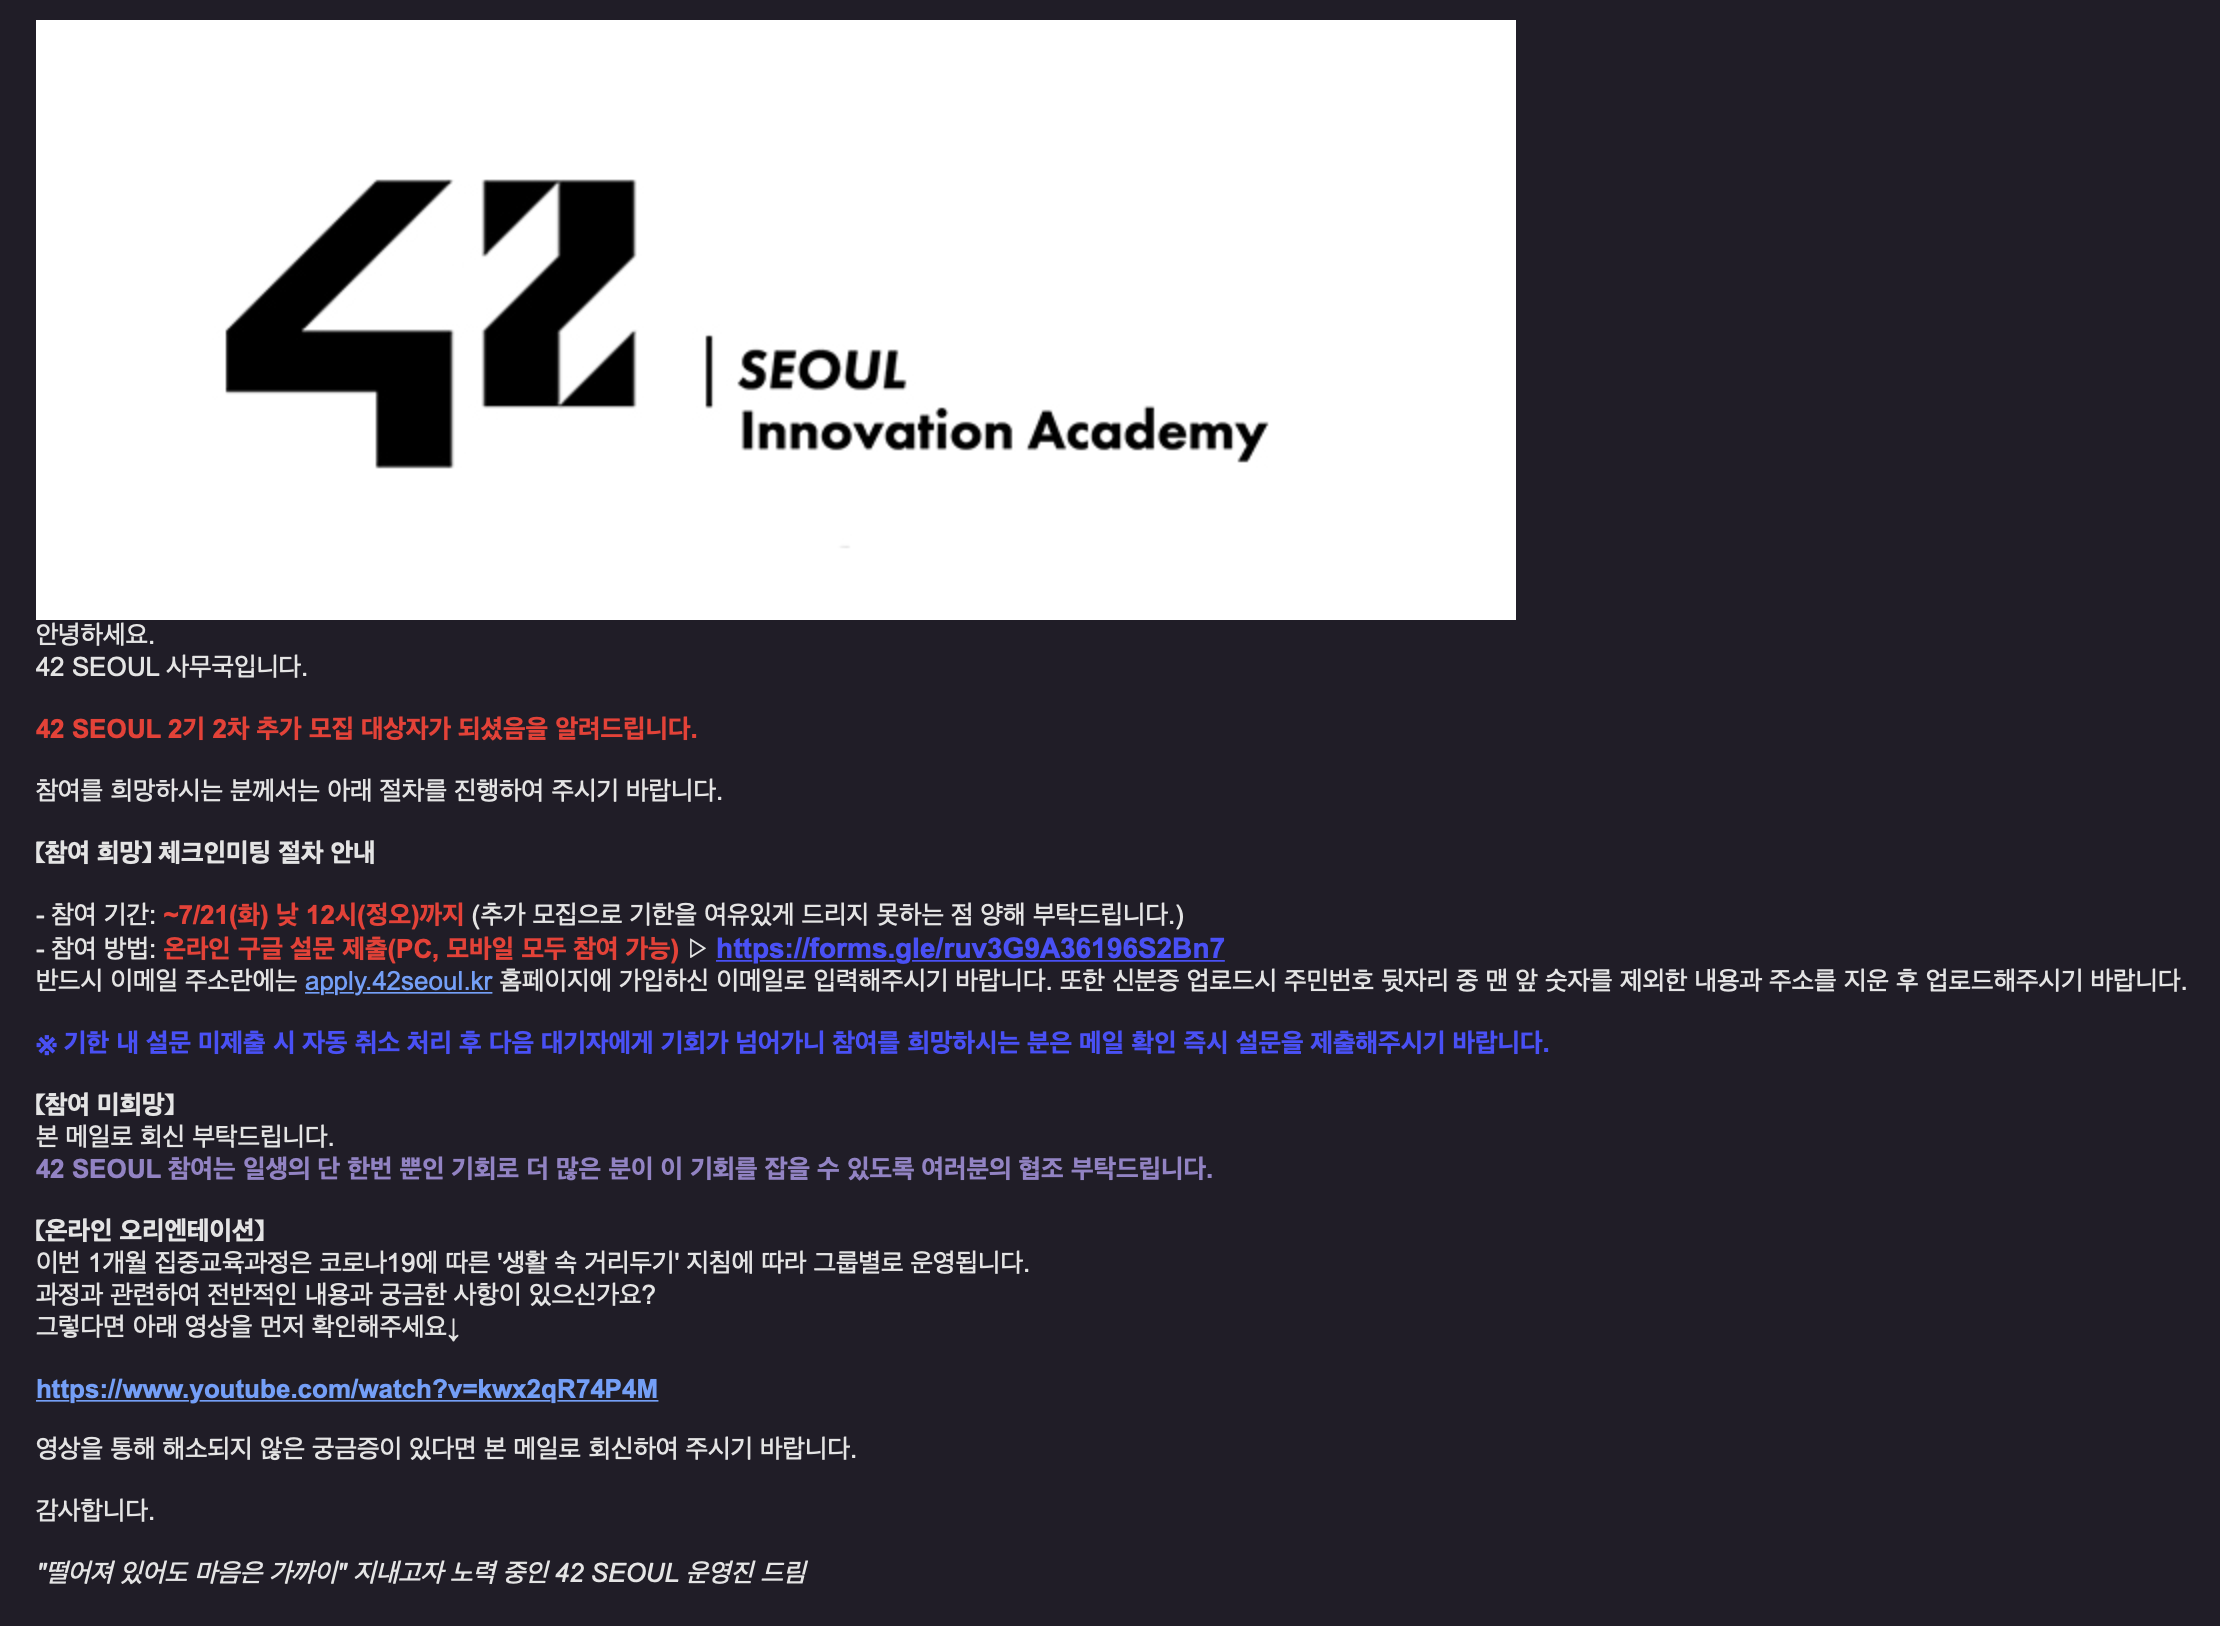 42
SEOUL
Innovation Academy
안녕하세요.
42 SEOUL 사무국입니다.
42 SEOUL 2기 2차 추가 모집 대상자가 되셨음을 알려드립니다.
참여를 희망하시는 분께서는 아래 절차를 진행하여 주시기 바랍니다.
【참여 희망】 체크인미팅 절차 안내
- 참여 기간: ~7/21(화) 낮 12시(정오)까지 (추가 모집으로 기한을 여유있게 드리지 못하는 점 양해 부탁드립니다.)
- 참여 방법: 온라인 구글 설문 제출(PC, 모바일 모두 참여 가능) ▷ https://forms.gle/ruv3G9A36196S2Bn7
반드시 이메일 주소란에는 apply.42seoul.kr 홈페이지에 가입하신 이메일로 입력해주시기 바랍니다. 또한 신분증 업로드시 주민번호 뒷자리 중 맨 앞 숫자를 제외한 내용과 주소를 지운 후 업로드해주시기 바랍니다.
※ 기한 내 설문 미제출 시 자동 취소 처리 후 다음 대기자에게 기회가 넘어가니 참여를 희망하시는 분은 메일 확인 즉시 설문을 제출해주시기 바랍니다.
【참여 미희망】
본 메일로 회신 부탁드립니다.
42 SEOUL 참여는 일생의 단 한번 뿐인 기회로 더 많은 분이 이 기회를 잡을 수 있도록 여러분의 협조 부탁드립니다.
【온라인 오리엔테이션】
이번 1개월 집중교육과정은 코로나19에 따른 '생활 속 거리두기' 지침에 따라 그룹별로 운영됩니다.
과정과 관련하여 전반적인 내용과 궁금한 사항이 있으신가요?
그렇다면 아래 영상을 먼저 확인해주세요↓
https://www.youtube.com/watch?v=kwx2qR74P4M
영상을 통해 해소되지 않은 궁금증이 있다면 본 메일로 회신하여 주시기 바랍니다.
감사합니다.
"떨어져 있어도 마음은 가까이" 지내고자 노력 중인 42 SEOUL 운영진 드림